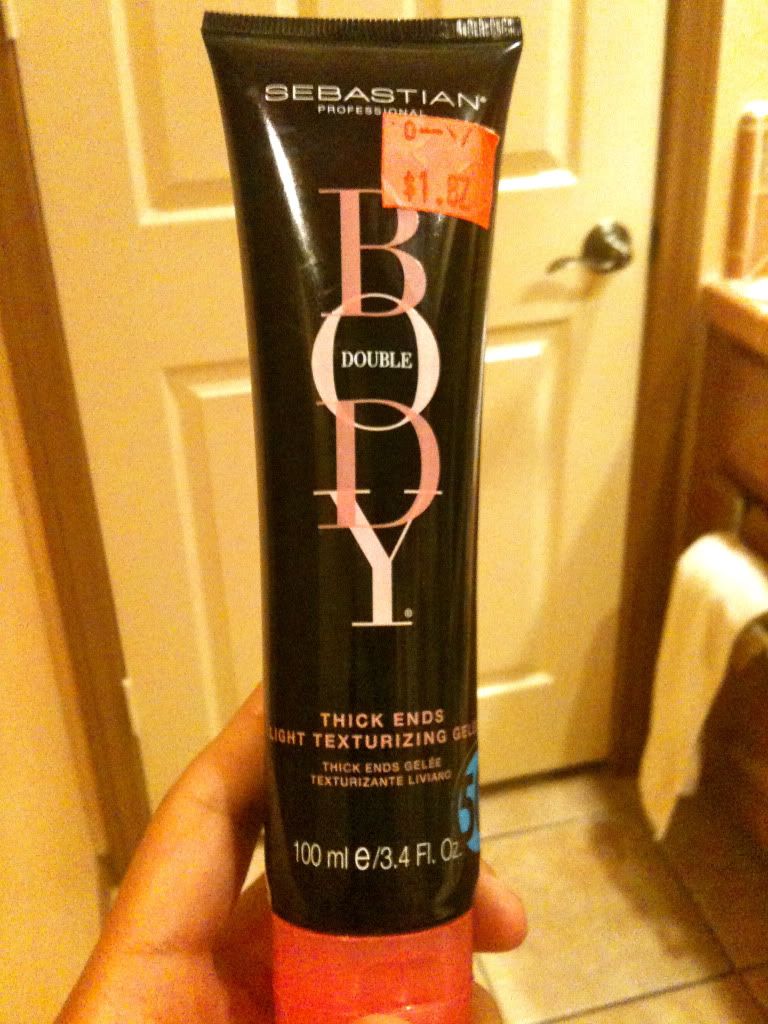 SEBASTIAN®
PROFESSIONAL
$1.82
BODY®
DOUBLE
THICK ENDS
LIGHT TEXTURIZING
THICK ENDS GELÉE
TEXTURIZANTE LIVIANO
5
100 ml e/3.4 Fl. Oz.